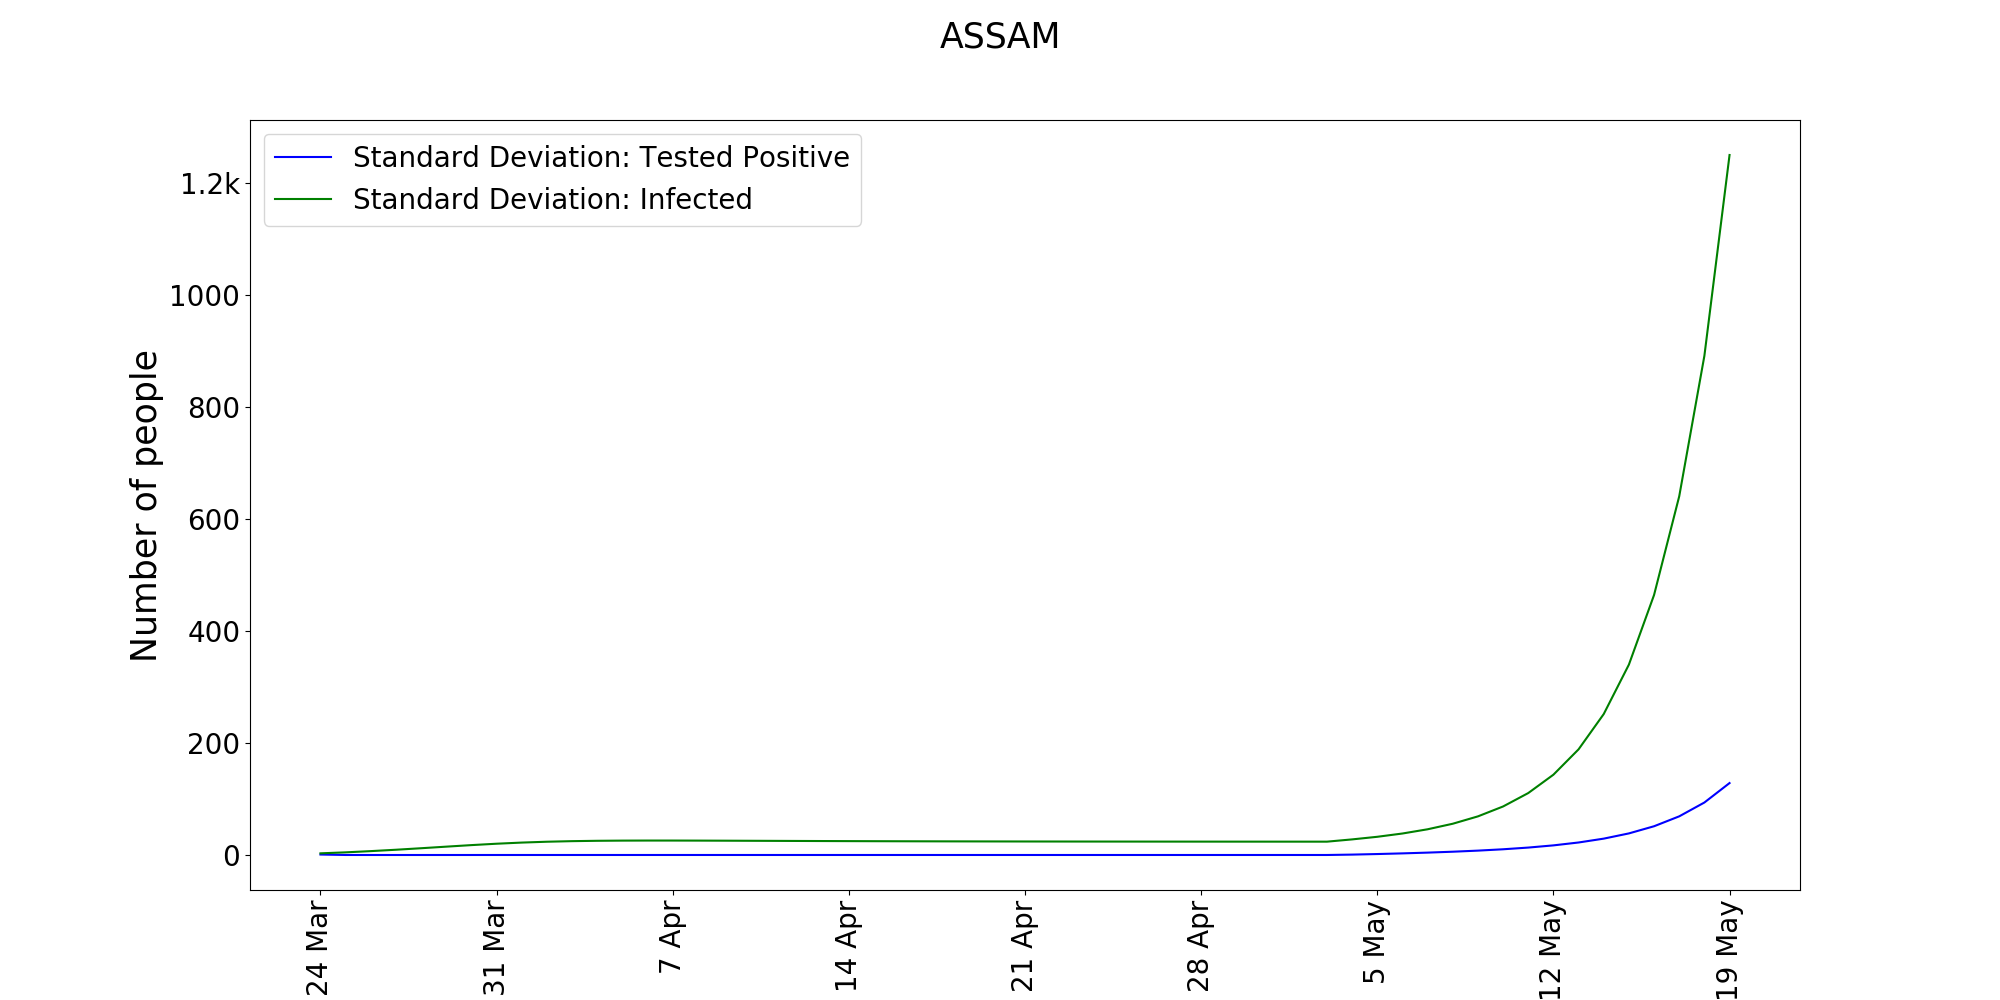 ASSAM
Standard Deviation: Tested Positive
Standard Deviation: Infected
Number of people
1.2k
1000
800
600
400
200
0
24 Mar
31 Mar
7 Apr
14 Apr
21 Apr
28 Apr
5 May
12 May
19 May